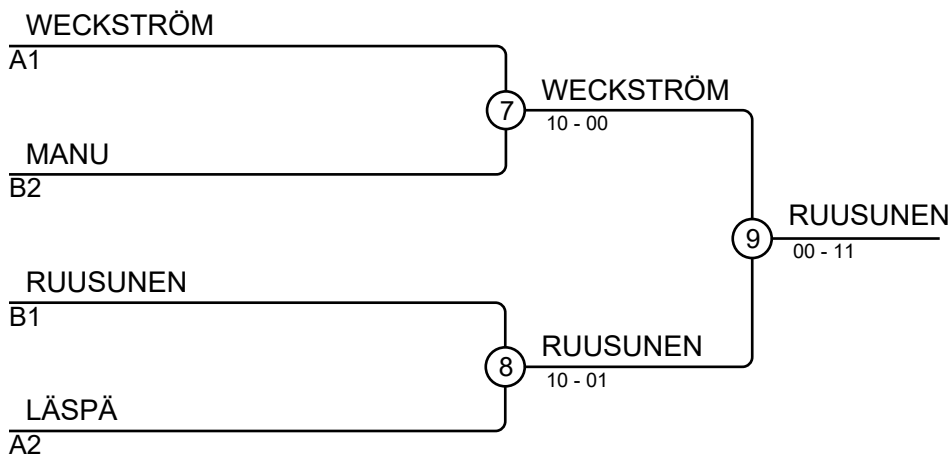 WECKSTRÖM
A1
7
WECKSTRÖM
10 - 00
MANU
B2
9
RUUSUNEN
00 - 11
RUUSUNEN
B1
8
RUUSUNEN
10 - 01
LÄSPÄ
A2